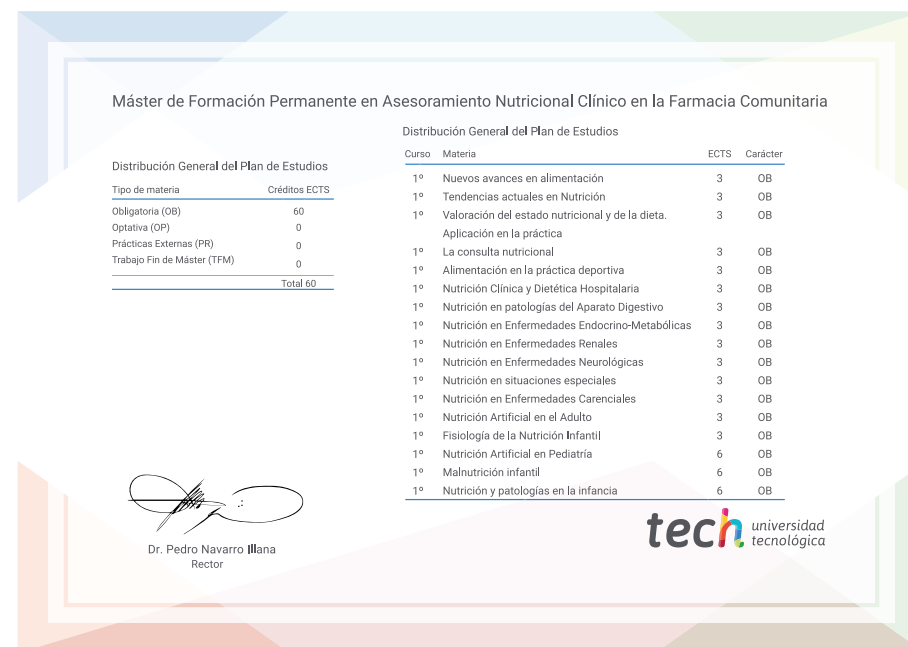 Máster de Formación Permanente en Asesoramiento Nutricional Clínico en la Farmacia Comunitaria
Distribución General del Plan de Estudios
Tipo de materia Créditos ECTS
Obligatoria (OB) 60
Optativa (OP) 0
Prácticas Externas (PR) 0
Trabajo Fin de Máster (TFM) 0
Total 60
Distribución General del Plan de Estudios
Curso Materia ECTS Carácter
1º Nuevos avances en alimentación 3 OB
1º Tendencias actuales en Nutrición 3 OB
1º Valoración del estado nutricional y de la dieta. 3 OB
Aplicación en la práctica
1º La consulta nutricional 3 OB
1º Alimentación en la práctica deportiva 3 OB
1º Nutrición Clínica y Dietética Hospitalaria 3 OB
1º Nutrición en patologías del Aparato Digestivo 3 OB
1º Nutrición en Enfermedades Endocrino-Metabólicas 3 OB
1º Nutrición en Enfermedades Renales 3 OB
1º Nutrición en Enfermedades Neurológicas 3 OB
1º Nutrición en situaciones especiales 3 OB
1º Nutrición en Enfermedades Carenciales 3 OB
1º Nutrición Artificial en el Adulto 3 OB
1º Fisiología de la Nutrición Infantil 3 OB
1º Nutrición Artificial en Pediatría 6 OB
1º Malnutrición infantil 6 OB
1º Nutrición y patologías en la infancia 6 OB
Dr. Pedro Navarro Illana
Rector
tech universidad
tecnológica